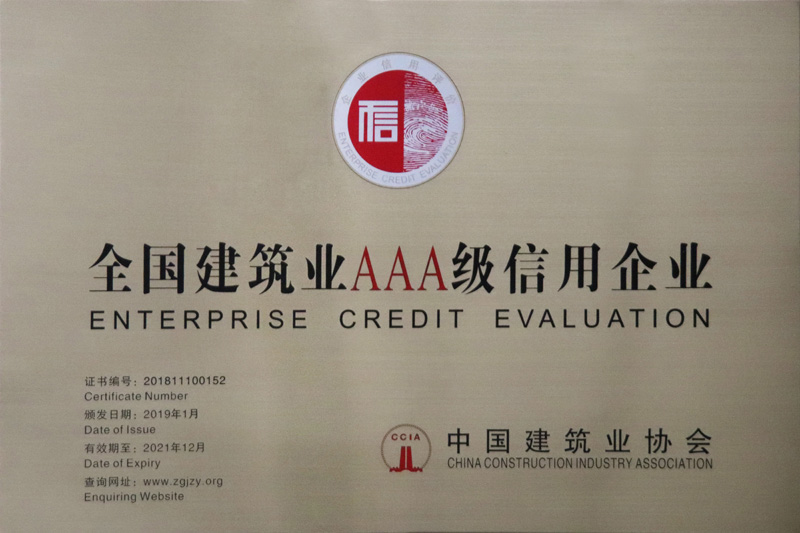 企业信用评价
信
ENTERPRISE CREDIT EVALUATION
全国建筑业AAA级信用企业
ENTERPRISE CREDIT EVALUATION
证书编号：201811100152
Certificate Number
颁发日期：2019年1月
Date of Issue
有效期至：2021年12月
Date of Expiry
查询网址：www.zgjzy.org
Enquiring Website
CCIA
中国建筑业协会
CHINA CONSTRUCTION INDUSTRY ASSOCIATION